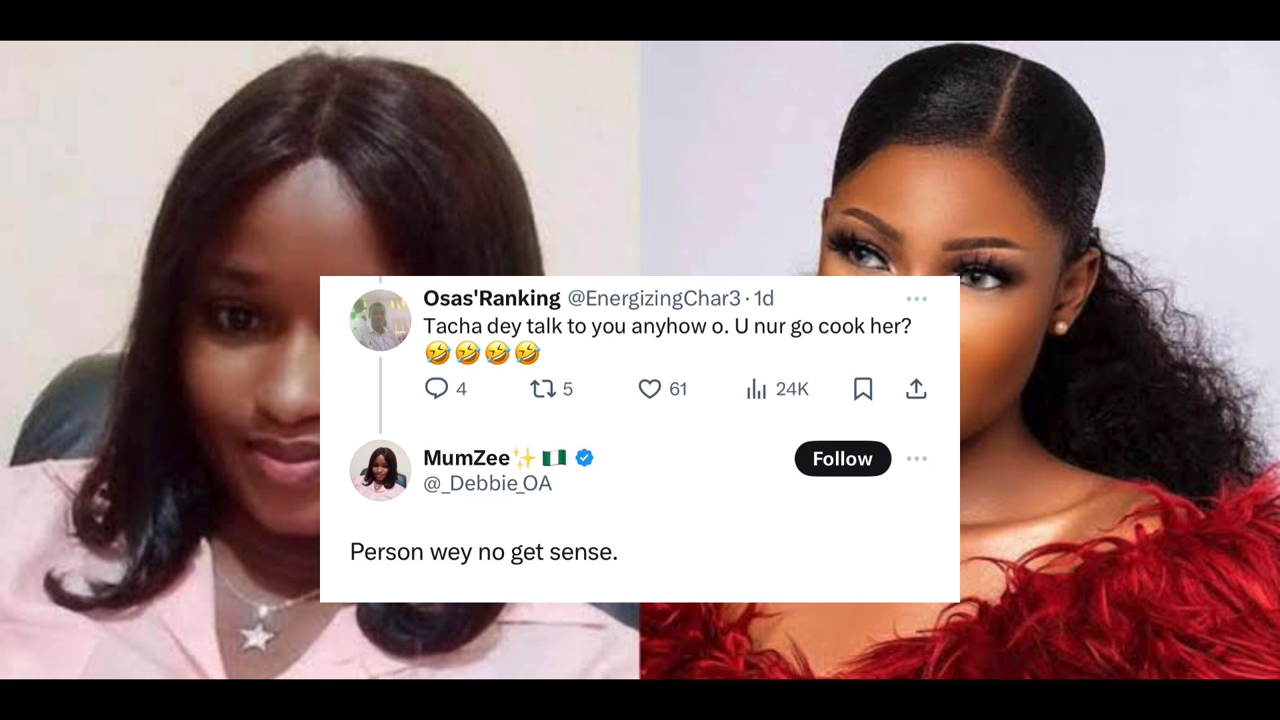 Osas'Ranking @EnergizingChar3 · 1d
Tacha dey talk to you anyhow o. U nur go cook her?
🤣🤣🤣🤣
4 5 61 24K
MumZee✨🇳🇬
Follow
@_Debbie_OA
Person wey no get sense.